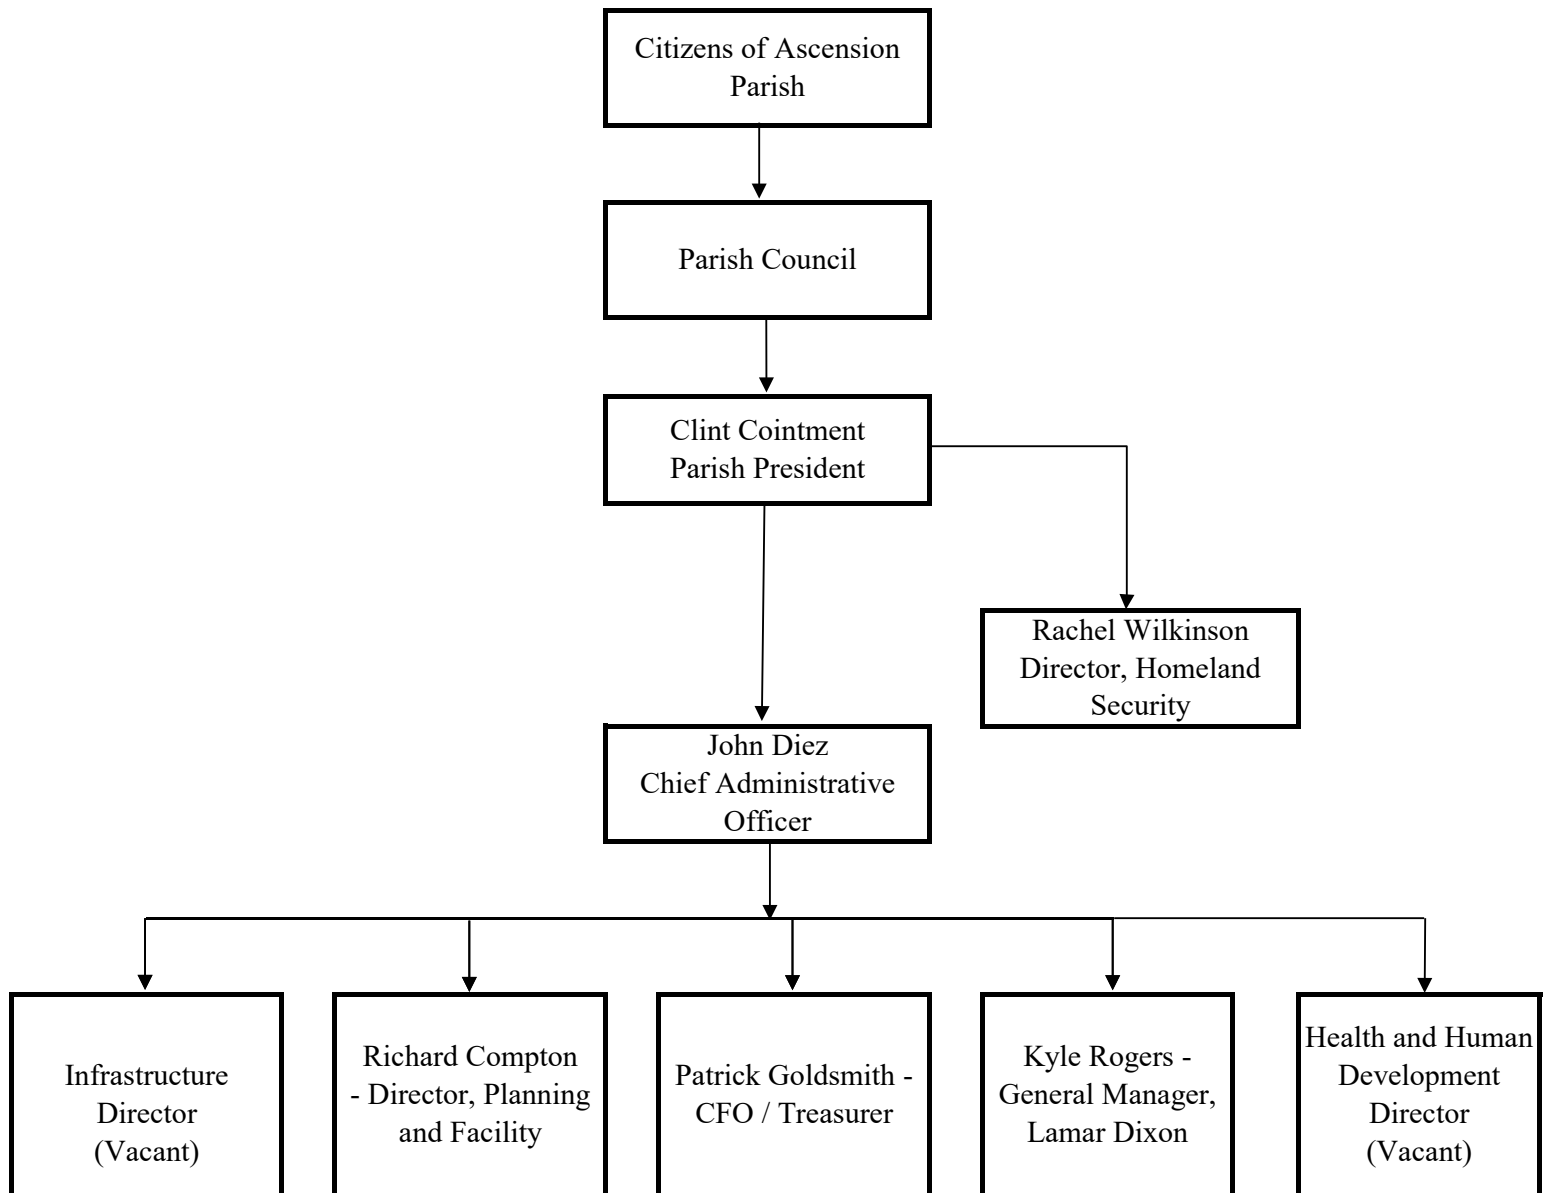 Citizens of Ascension
Parish
Parish Council
Clint Cointment
Parish President
Rachel Wilkinson
Director, Homeland
Security
John Diez
Chief Administrative
Officer
Infrastructure
Director
(Vacant)
Richard Compton
- Director, Planning
and Facility
Patrick Goldsmith -
CFO / Treasurer
Kyle Rogers -
General Manager,
Lamar Dixon
Health and Human
Development
Director
(Vacant)